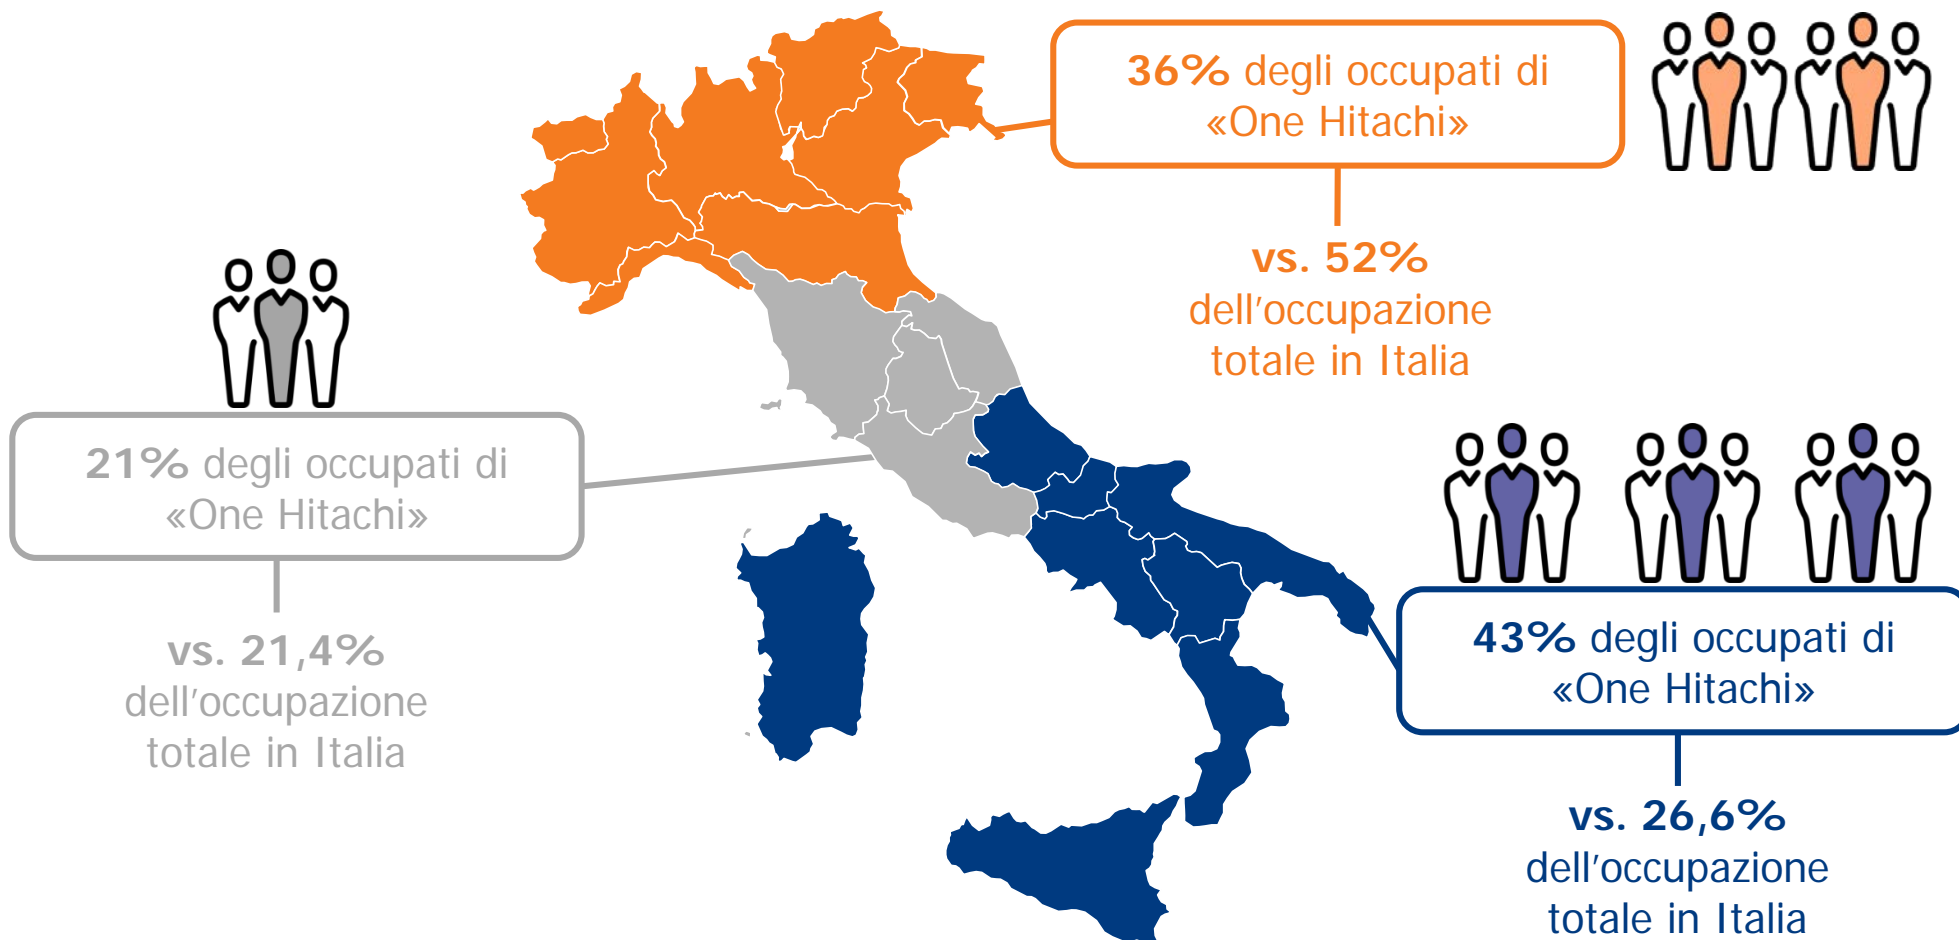 36% degli occupati di
«One Hitachi»
vs. 52%
dell'occupazione
totale in Italia
21% degli occupati di
«One Hitachi»
vs. 21,4%
dell'occupazione
totale in Italia
43% degli occupati di
«One Hitachi»
vs. 26,6%
dell'occupazione
totale in Italia